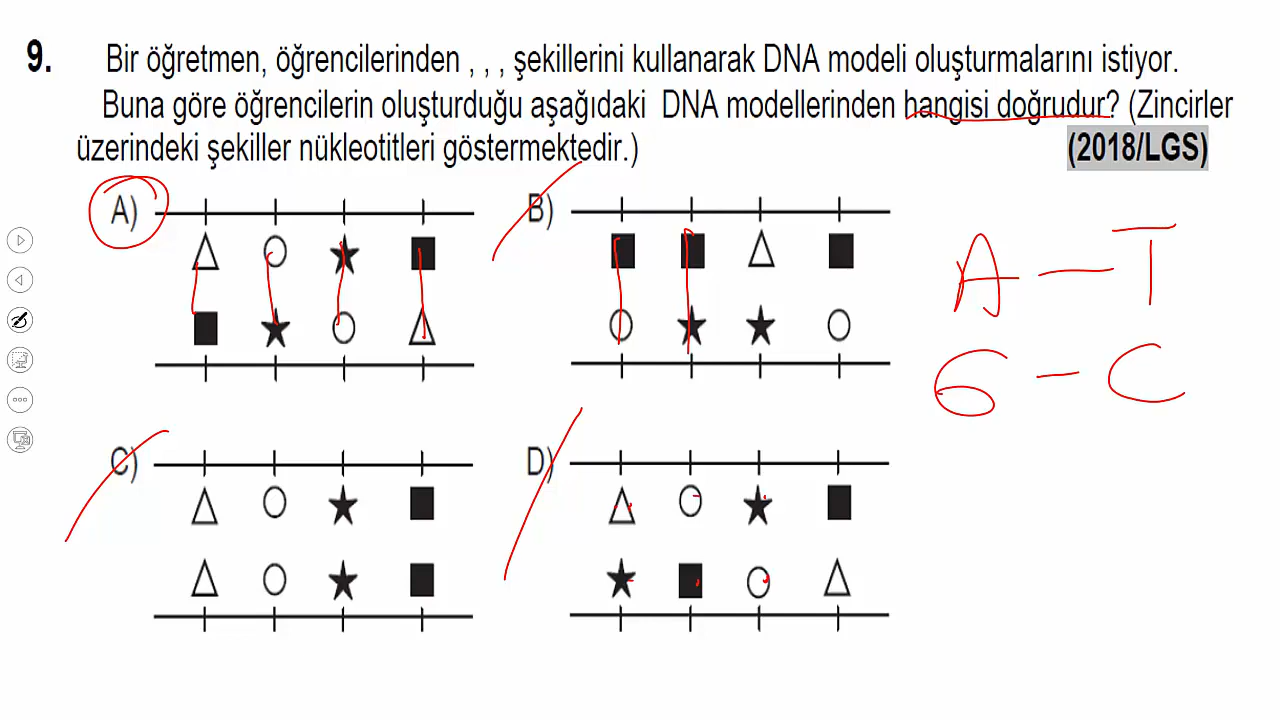 9. Bir öğretmen, öğrencilerinden , , , şekillerini kullanarak DNA modeli oluşturmalarını istiyor.
Buna göre öğrencilerin oluşturduğu aşağıdaki DNA modellerinden hangisi doğrudur? (Zincirler
üzerindeki şekiller nükleotitleri göstermektedir.)
(2018/LGS)
A)
B)
A — T
G — C
C)
D)